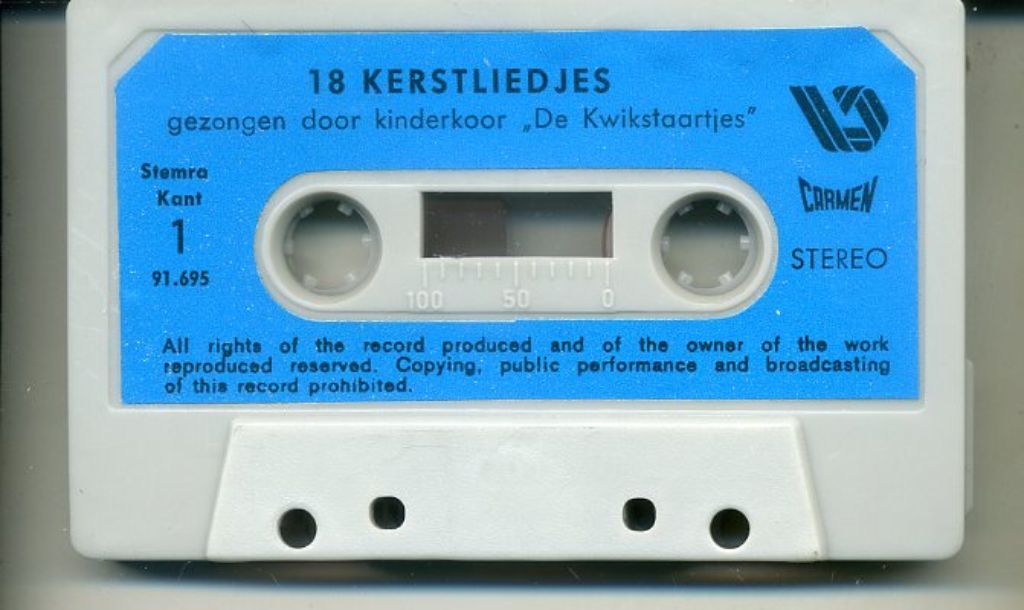 18 KERSTLIEDJES
gezongen door kinderkoor „De Kwikstaartjes”
Stemra
Kant
1
91.695
CARMEN
STEREO
100 50 0
All rights of the record produced and of the owner of the work
reproduced reserved. Copying, public performance and broadcasting
of this record prohibited.